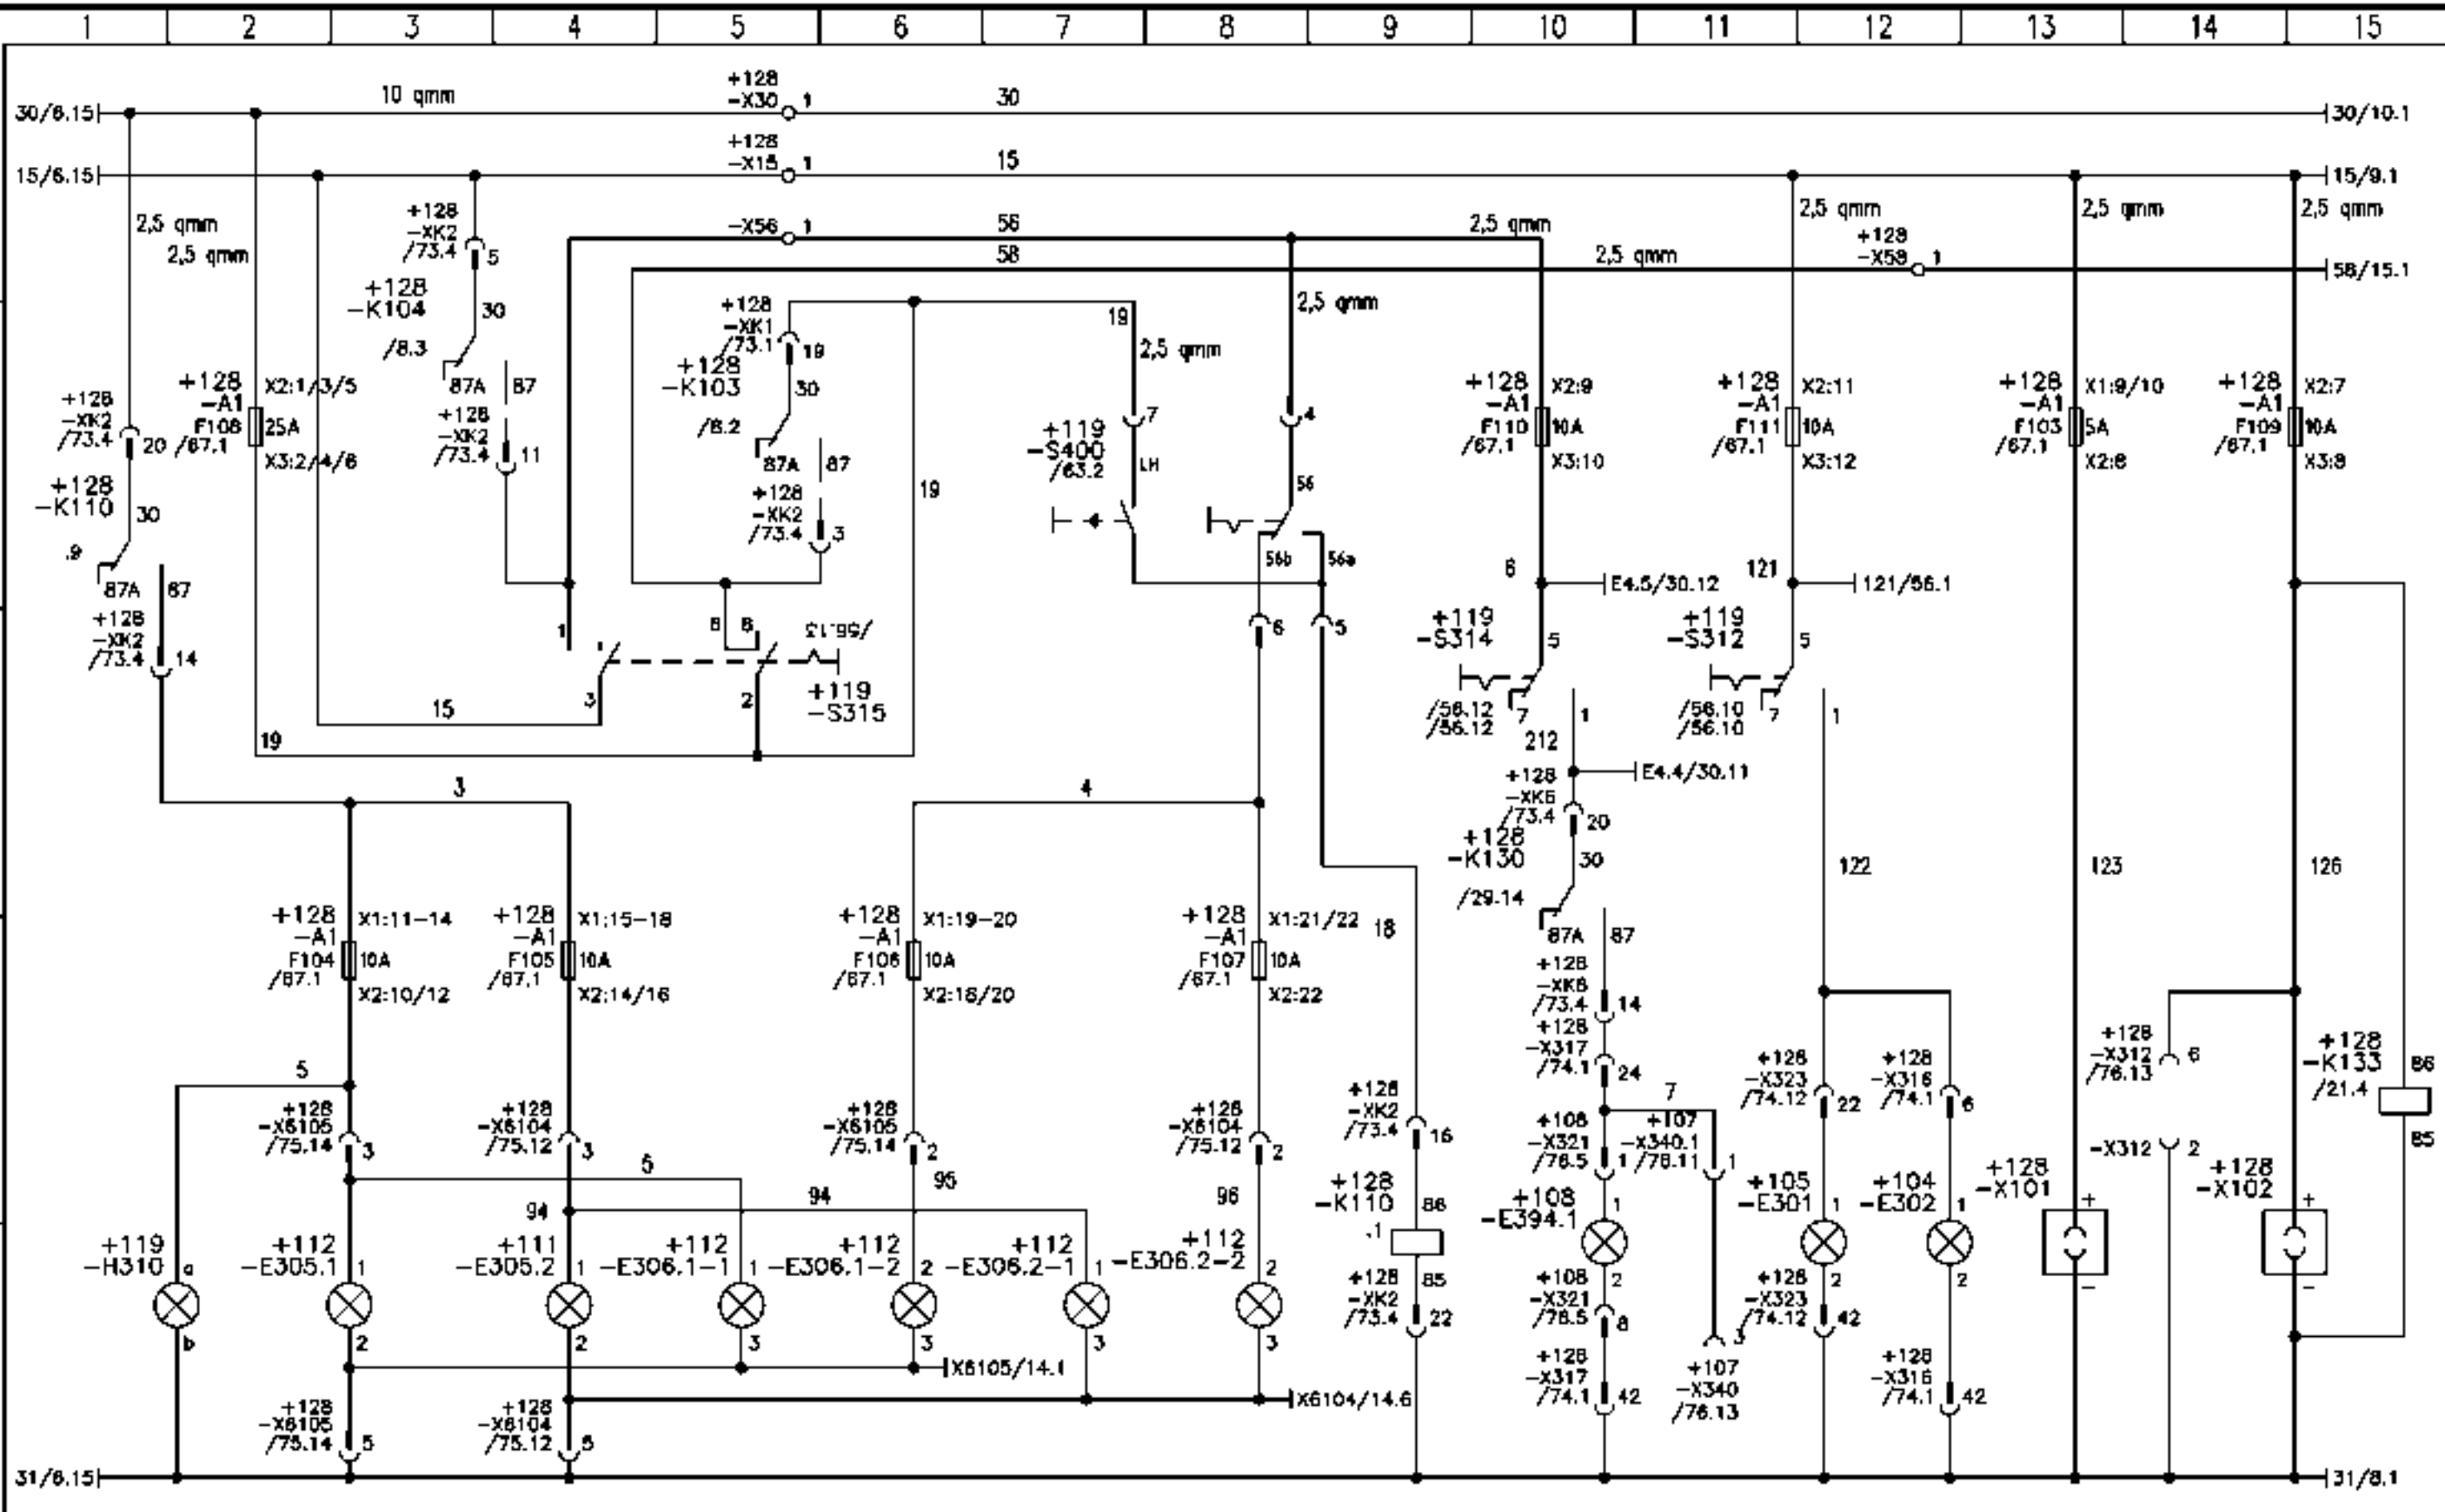 1 2 3 4 5 6 7 8 9 10 11 12 13 14 15
10 qmm
+128
-X30 1
30
30/6.15
30/10.1
+128
-X15 1
15
15/6.15
15/9.1
2,5 qmm
2,5 qmm
+128
-XK2
/73.4
5
-X56 1
56
2,5 qmm
2,5 qmm
2,5 qmm
2,5 qmm
58
2,5 qmm
+128
-X58 1
58/15.1
+128
-K104
30
/8.3
87A
87
+128
-XK1
/73.1
19
+128
-K103
30
/8.2
87A
87
19
2,5 qmm
2,5 qmm
+128
-XK2
/73.4
20
+128
-A1
F108
/67.1
X2:1/3/5
25A
X3:2/4/6
+128
-XK2
/73.4
11
+119
-S400
/63.2
7
LH
4
56
+128
-A1
F110
/67.1
X2:9
10A
X3:10
+128
-A1
F111
/67.1
X2:11
10A
X3:12
+128
-A1
F103
/67.1
X1:9/10
5A
X2:8
+128
-A1
F109
/67.1
X2:7
10A
X3:8
+128
-K110
30
.9
87A
87
+128
-XK2
/73.4
3
19
56b
56a
6
E4.5/30.12
121
121/56.1
+128
-XK2
/73.4
14
1
3
8
8
2
/56.13
+119
-S315
6
5
+119
-S314
5
/56.12
/56.12
7
1
+119
-S312
5
/56.10
/56.10
7
1
15
19
212
E4.4/30.11
3
4
+128
-XK6
/73.4
20
+128
-K130
30
/29.14
87A
87
122
123
126
+128
-A1
F104
/67.1
X1:11-14
10A
X2:10/12
+128
-A1
F105
/67.1
X1:15-18
10A
X2:14/16
+128
-A1
F106
/67.1
X1:19-20
10A
X2:18/20
+128
-A1
F107
/67.1
X1:21/22
10A
X2:22
18
+128
-XK6
/73.4
14
+128
-X317
/74.1
24
7
5
+128
-X6105
/75.14
3
+128
-X6104
/75.12
3
+128
-X6105
/75.14
2
+128
-X6104
/75.12
2
+128
-XK2
/73.4
16
+108
-X321
/78.5
1
+107
-X340.1
/78.11
1
+128
-X323
/74.12
22
+128
-X316
/74.1
6
+128
-X312
/76.13
6
-X312 2
+128
-K133
/21.4
86
85
5
94
94
95
96
+119
-H310
a
b
+112
-E305.1
1
2
+111
-E305.2
1
2
+112
-E306.1-1
1
3
+112
-E306.1-2
2
3
+112
-E306.2-1
1
3
+112
-E306.2-2
2
3
+128
-K110
86
.1
85
+128
-XK2
/73.4
22
+108
-E394.1
1
2
+108
-X321
/78.5
8
+105
-E301
1
2
+128
-X323
/74.12
42
+104
-E302
1
2
+128
-X101
+
-
+128
-X102
+
-
X6105/14.1
X6104/14.6
+128
-X6105
/75.14
5
+128
-X6104
/75.12
5
+128
-X317
/74.1
42
3
+107
-X340
/76.13
+128
-X316
/74.1
42
31/6.15
31/8.1